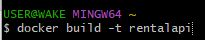 USER@WAKE MINGW64 ~
$ docker build -t rentalapi